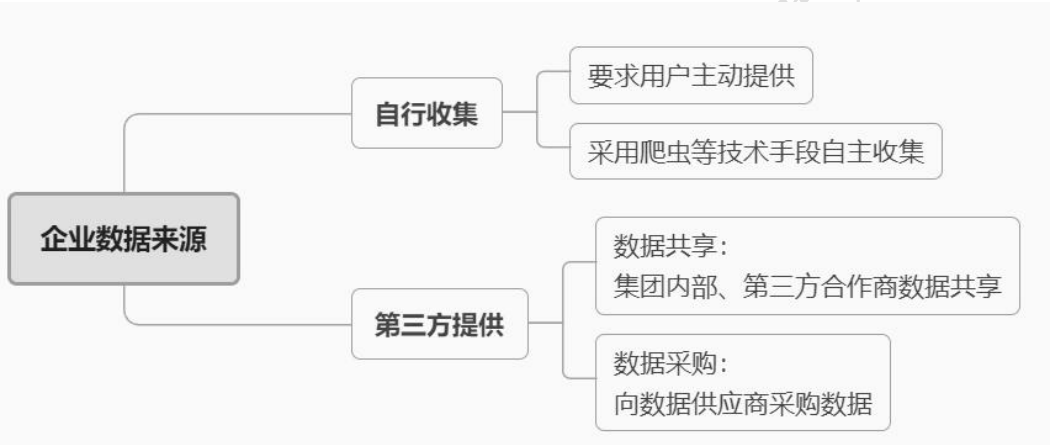 企业数据来源
自行收集
要求用户主动提供
采用爬虫等技术手段自主收集
第三方提供
数据共享：
集团内部、第三方合作商数据共享
数据采购：
向数据供应商采购数据